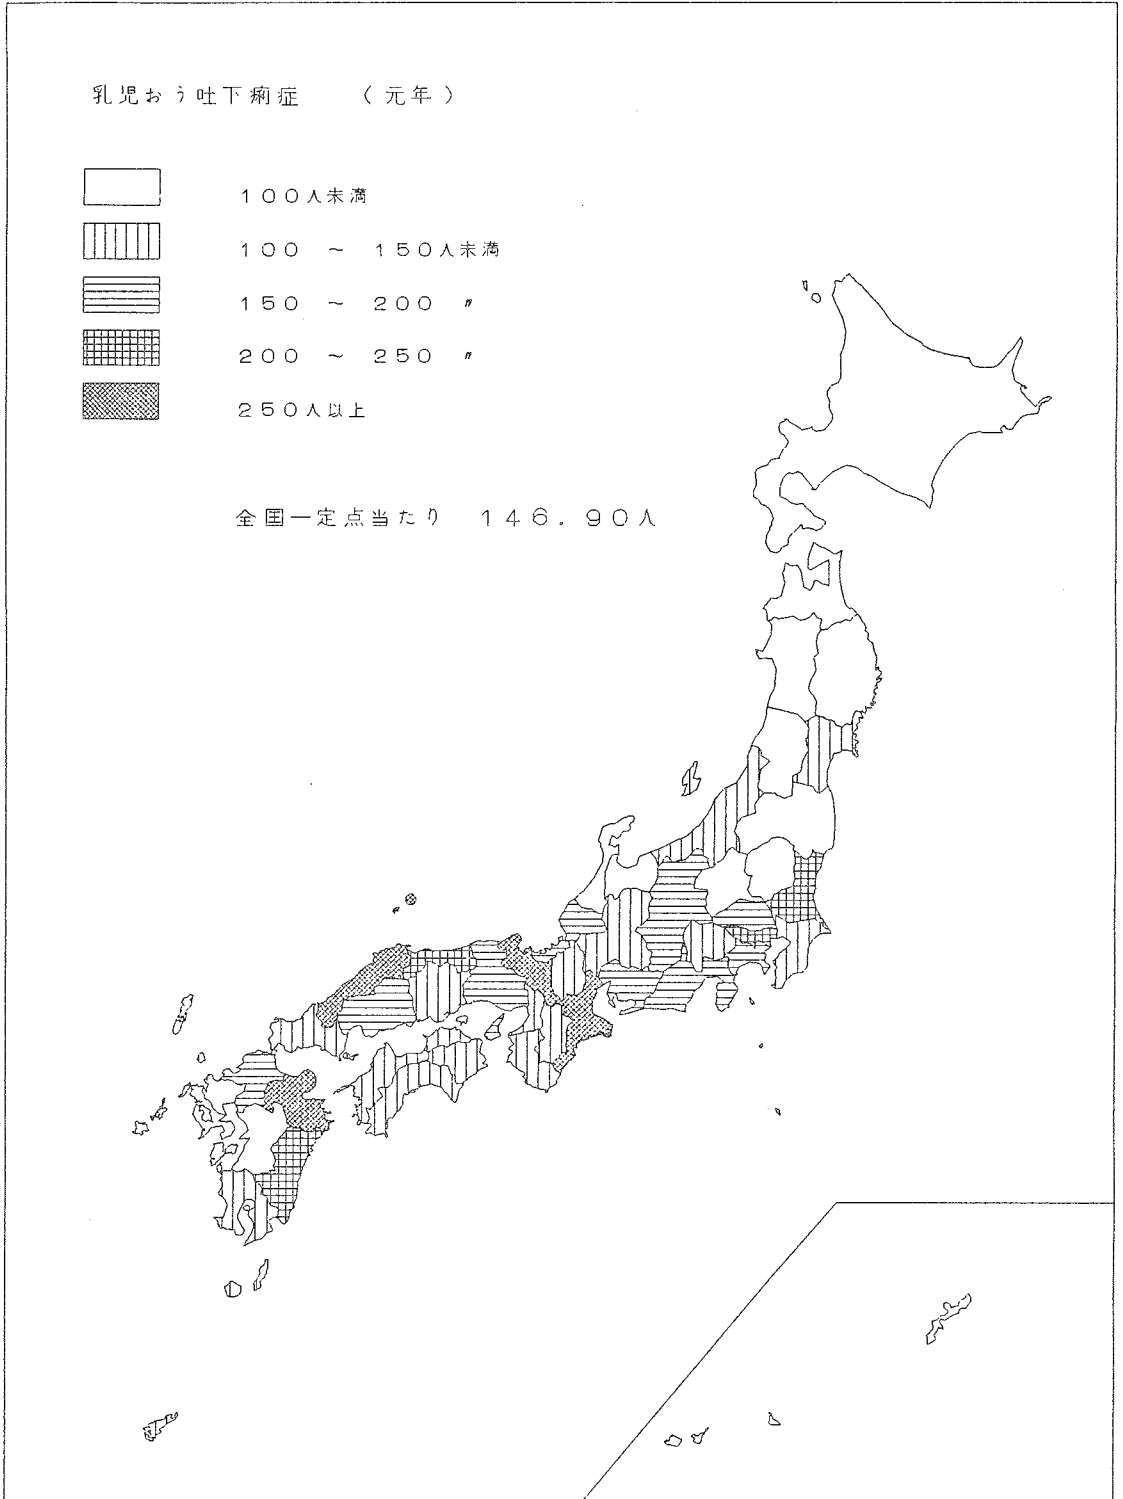 乳児おう吐下痢症　（元年）
１００人未満
１００　～　１５０人未満
１５０　～　２００　〃
２００　～　２５０　〃
２５０人以上
全国一定点当たり　１４６．９０人